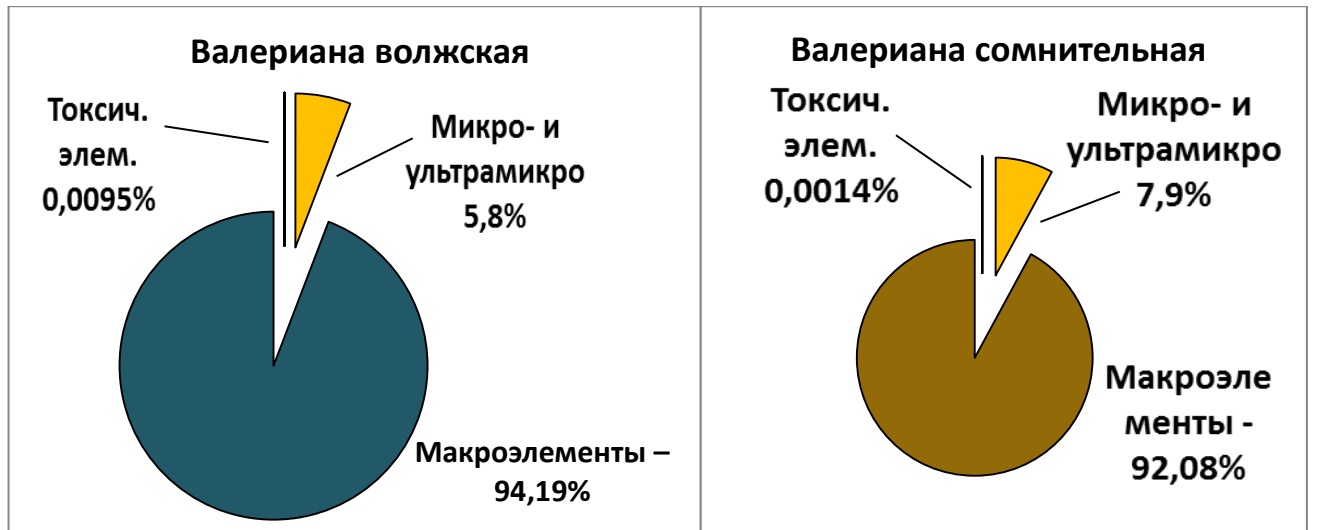 Валериана волжская
Токсич.
элем.
0,0095%
Микро- и
ультрамикро
5,8%
Макроэлементы –
94,19%
Валериана сомнительная
Токсич.
элем.
0,0014%
Микро- и
ультрамикро
7,9%
Макроэле
менты -
92,08%